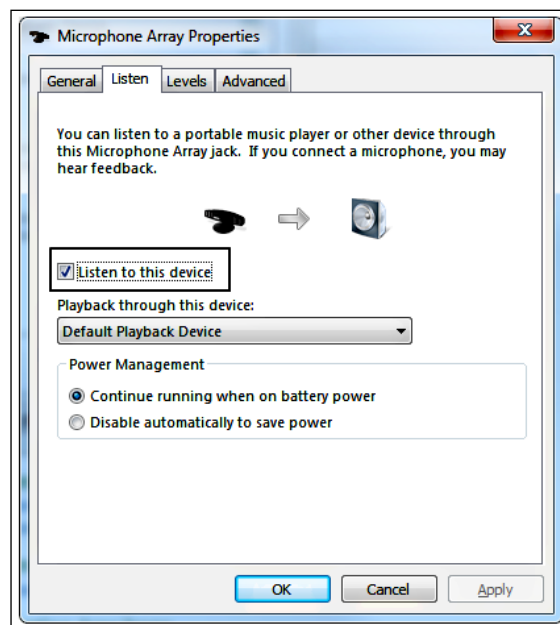 Microphone Array Properties
General Listen Levels Advanced
You can listen to a portable music player or other device through
this Microphone Array jack. If you connect a microphone, you may
hear feedback.
Listen to this device
Playback through this device:
Default Playback Device
Power Management
Continue running when on battery power
Disable automatically to save power
OK Cancel Apply